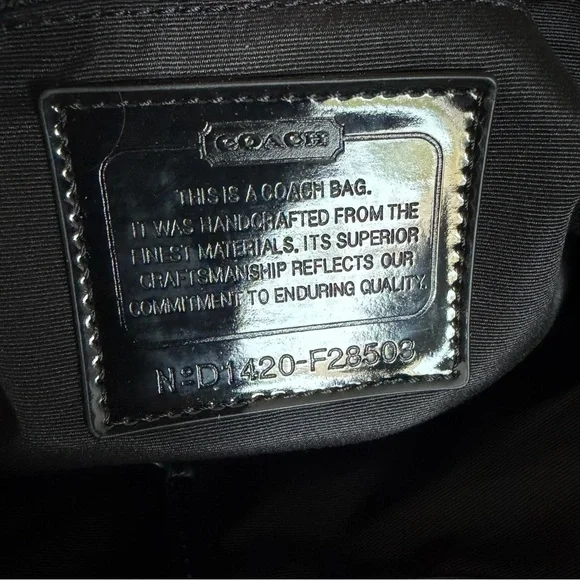 COACH
THIS IS A COACH BAG.
IT WAS HANDCRAFTED FROM THE
FINEST MATERIALS. ITS SUPERIOR
CRAFTSMANSHIP REFLECTS OUR
COMMITMENT TO ENDURING QUALITY.
Nº D1420-F28503